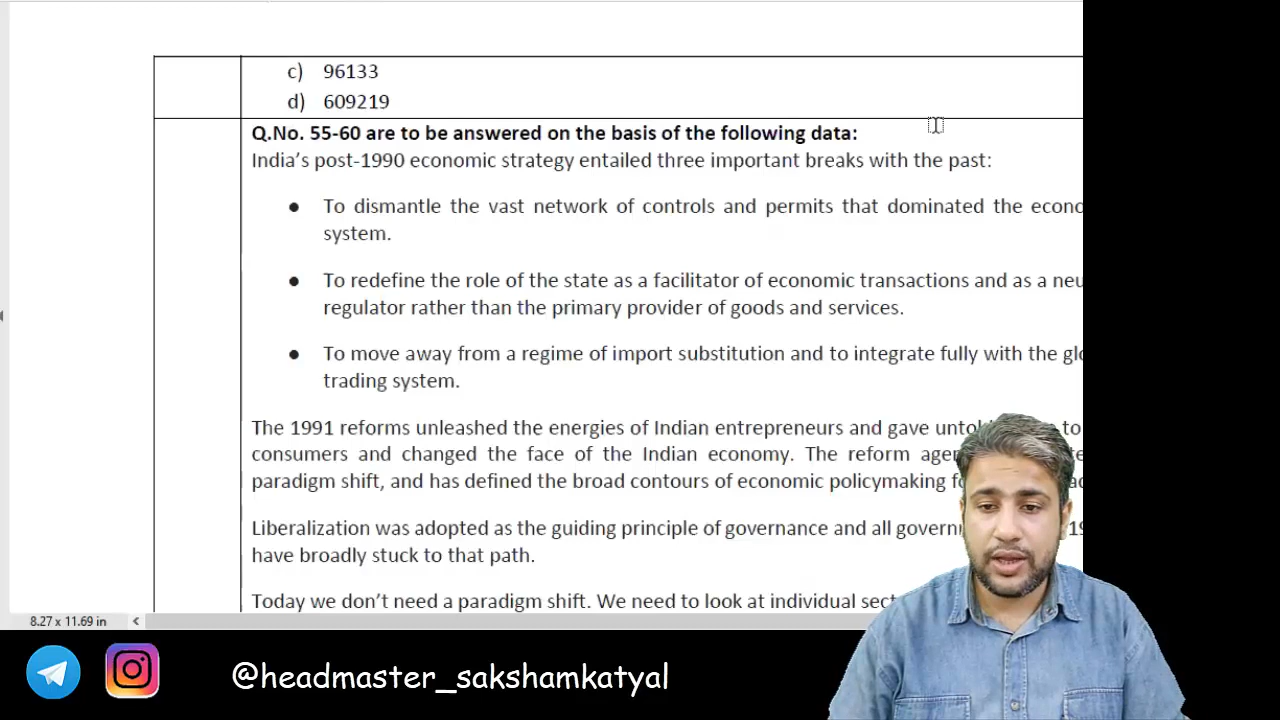 c) 96133
d) 609219
Q.No. 55-60 are to be answered on the basis of the following data:
India's post-1990 economic strategy entailed three important breaks with the past:
● To dismantle the vast network of controls and permits that dominated the
system.
● To redefine the role of the state as a facilitator of economic transactions and as a
regulator rather than the primary provider of goods and services.
● To move away from a regime of import substitution and to integrate fully with the
trading system.
The 1991 reforms unleashed the energies of Indian entrepreneurs and gave to
consumers and changed the face of the Indian economy. The reform
paradigm shift, and has defined the broad contours of economic policymaking
Liberalization was adopted as the guiding principle of governance and all
have broadly stuck to that path.
Today we don't need a paradigm shift. We need to look at individual
8.27 x 11.69 in
@headmaster_sakshamkatyal